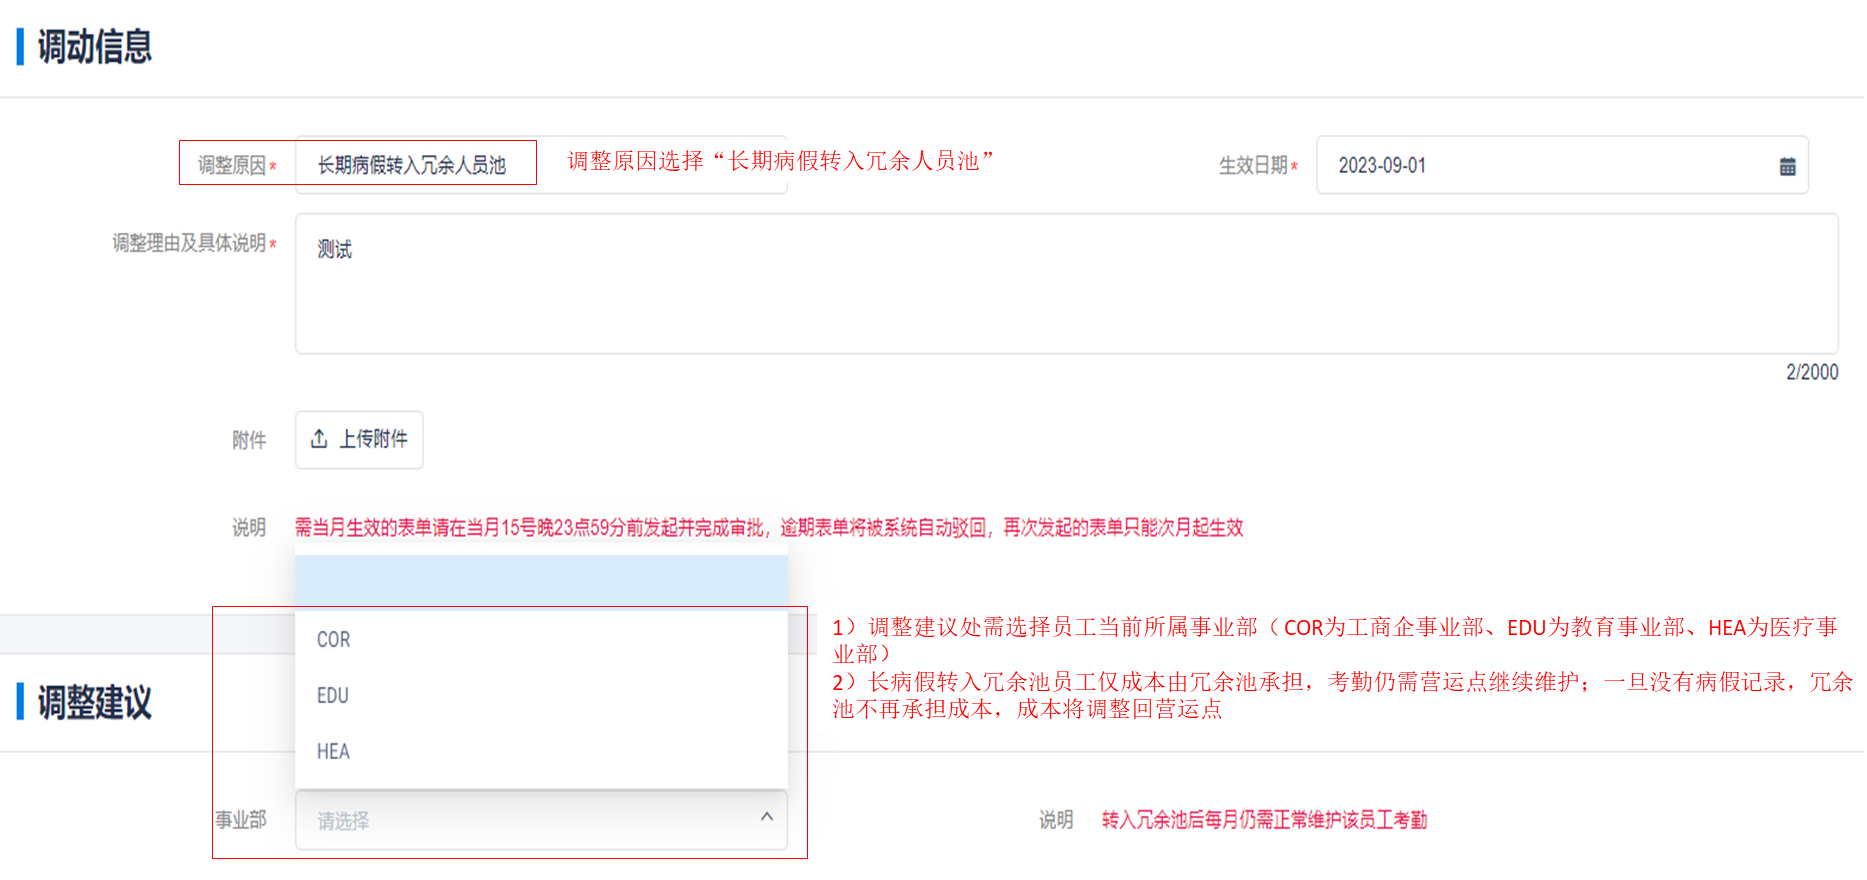 调动信息
调整原因* 长期病假转入冗余人员池 调整原因选择“长期病假转入冗余人员池” 生效日期* 2023-09-01
调整理由及具体说明* 测试
2/2000
附件 上传附件
说明 需当月生效的表单请在当月15号晚23点59分前发起并完成审批，逾期表单将被系统自动驳回，再次发起的表单只能次月起生效
COR
EDU
HEA
1）调整建议处需选择员工当前所属事业部（COR为工商企事业部、EDU为教育事业部、HEA为医疗事
业部）
2）长病假转入冗余池员工仅成本由冗余池承担，考勤仍需营运点继续维护；一旦没有病假记录，冗余
池不再承担成本，成本将调整回营运点
调整建议
事业部 请选择 说明 转入冗余池后每月仍需正常维护该员工考勤